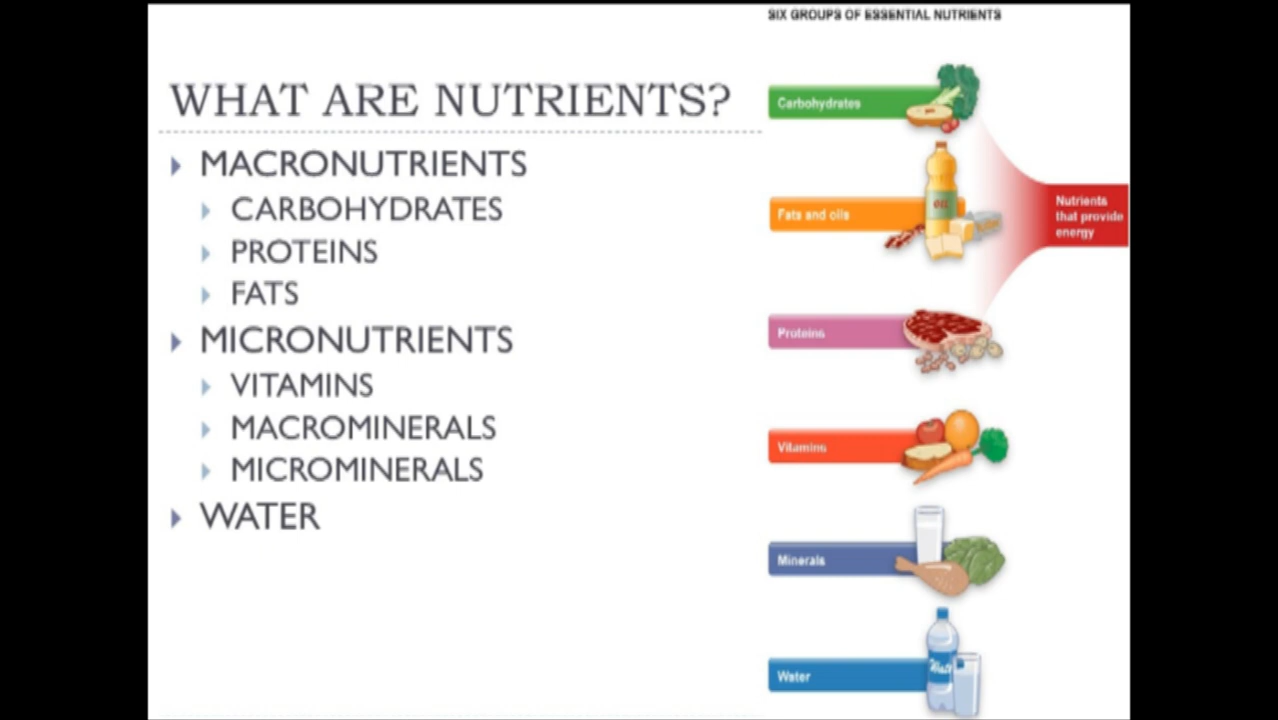 SIX GROUPS OF ESSENTIAL NUTRIENTS
WHAT ARE NUTRIENTS?
MACRONUTRIENTS
CARBOHYDRATES
PROTEINS
FATS
MICRONUTRIENTS
VITAMINS
MACROMINERALS
MICROMINERALS
WATER
Carbohydrates
Fats and oils
Proteins
Vitamins
Minerals
Water
Nutrients
that provide
energy